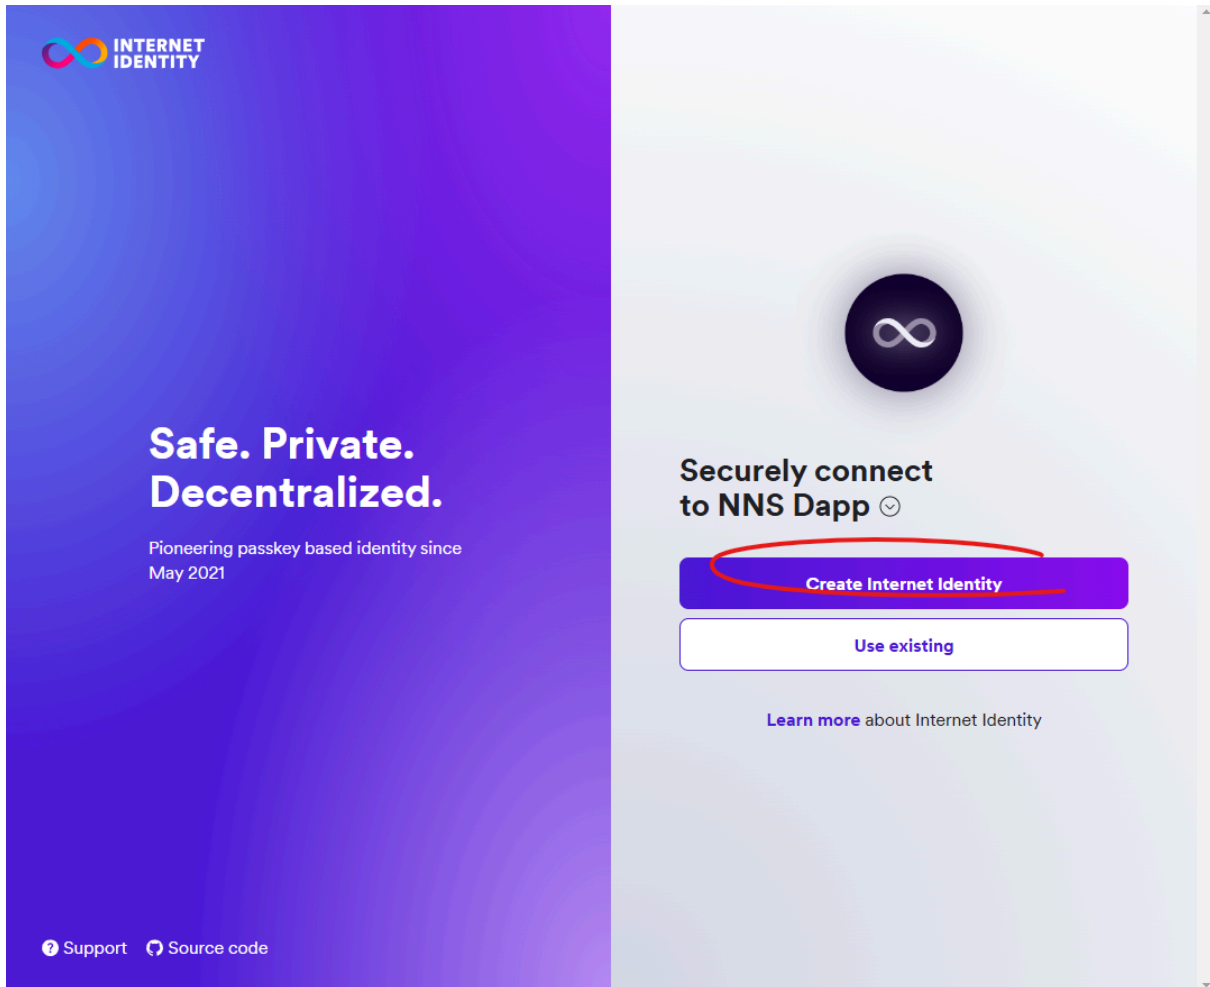 INTERNET
IDENTITY
Safe. Private.
Decentralized.
Pioneering passkey based identity since
May 2021
? Support
Source code
Securely connect
to NNS Dapp
Create Internet Identity
Use existing
Learn more about Internet Identity